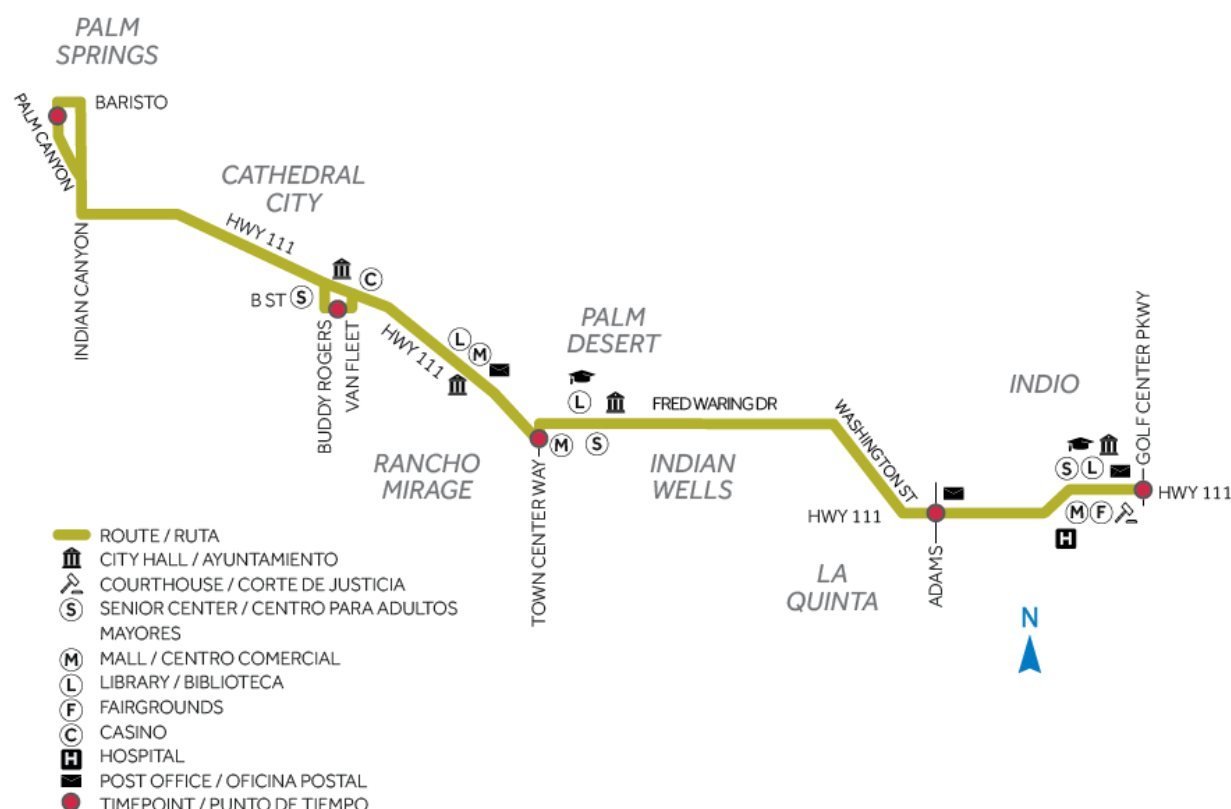 PALM
SPRINGS
BARISTO
PALM CANYON
CATHEDRAL
CITY
HWY 111
INDIAN CANYON
C
B ST S
BUDDY ROGERS
VAN FLEET
HWY 111
L
M
PALM
DESERT
L
FRED WARING DR
M S
TOWN CENTER WAY
RANCHO
MIRAGE
INDIAN
WELLS
WASHINGTON ST
INDIO
GOLF CENTER PKWY
S L
HWY 111
M F
H
HWY 111
ADAMS
LA
QUINTA
N
ROUTE / RUTA
CITY HALL / AYUNTAMIENTO
COURTHOUSE / CORTE DE JUSTICIA
S SENIOR CENTER / CENTRO PARA ADULTOS
MAYORES
M MALL / CENTRO COMERCIAL
L LIBRARY / BIBLIOTECA
F FAIRGROUNDS
C CASINO
H HOSPITAL
POST OFFICE / OFICINA POSTAL
TIMEPOINT / PUNTO DE TIEMPO